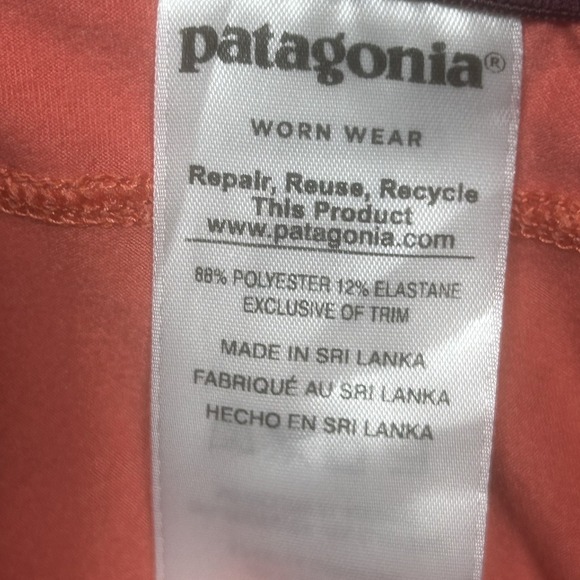 patagonia®
WORN WEAR
Repair, Reuse, Recycle
This Product
www.patagonia.com
88% POLYESTER 12% ELASTANE
EXCLUSIVE OF TRIM
MADE IN SRI LANKA
FABRIQUÉ AU SRI LANKA
HECHO EN SRI LANKA